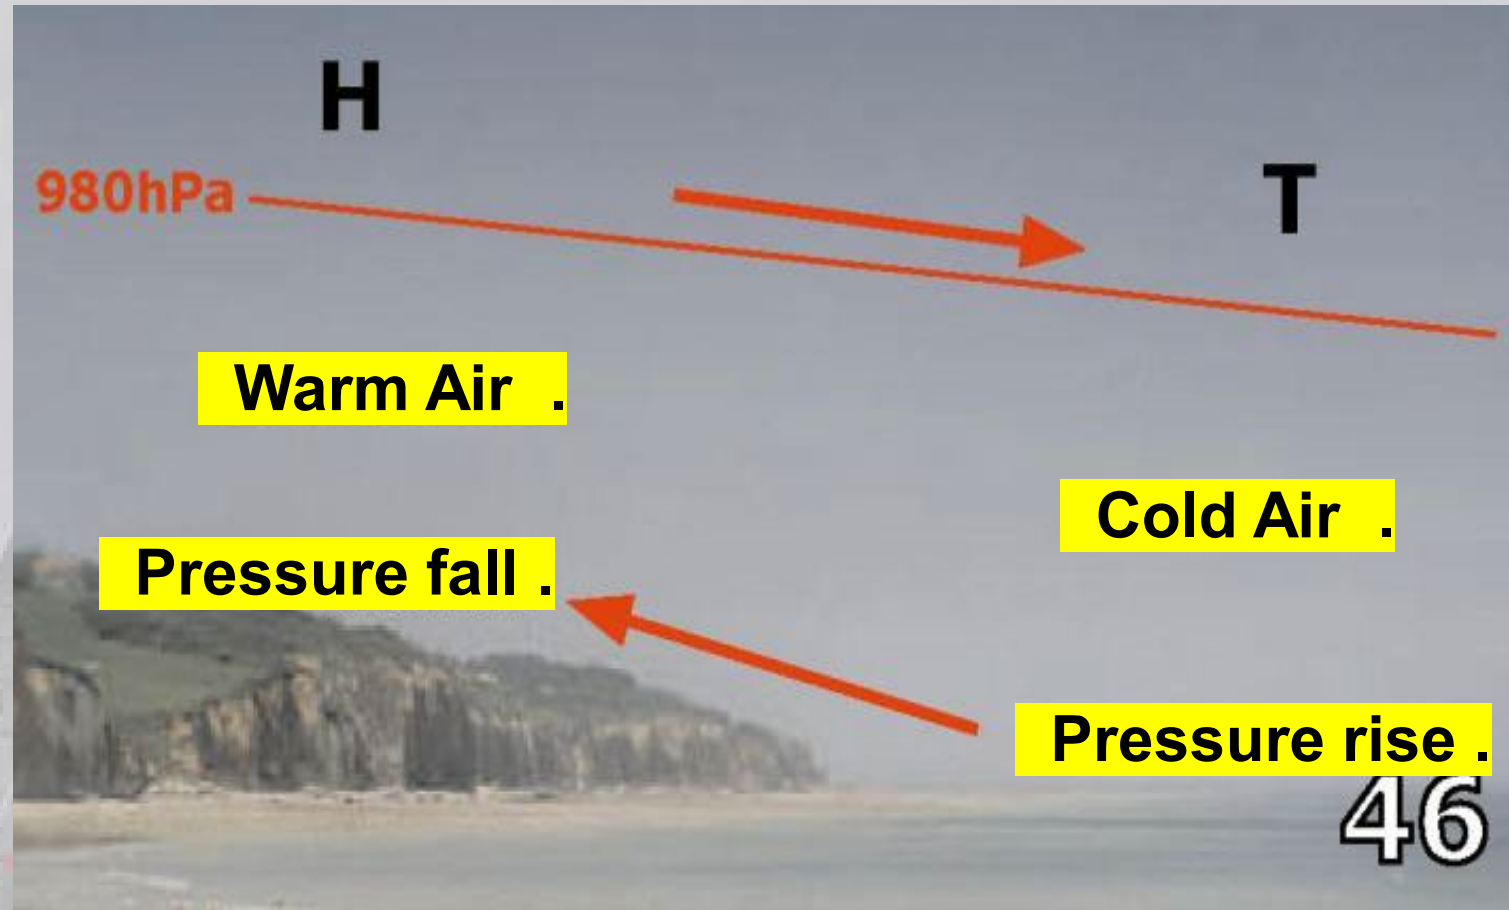 H
T
980hPa
Warm Air .
Cold Air .
Pressure fall .
Pressure rise .
46